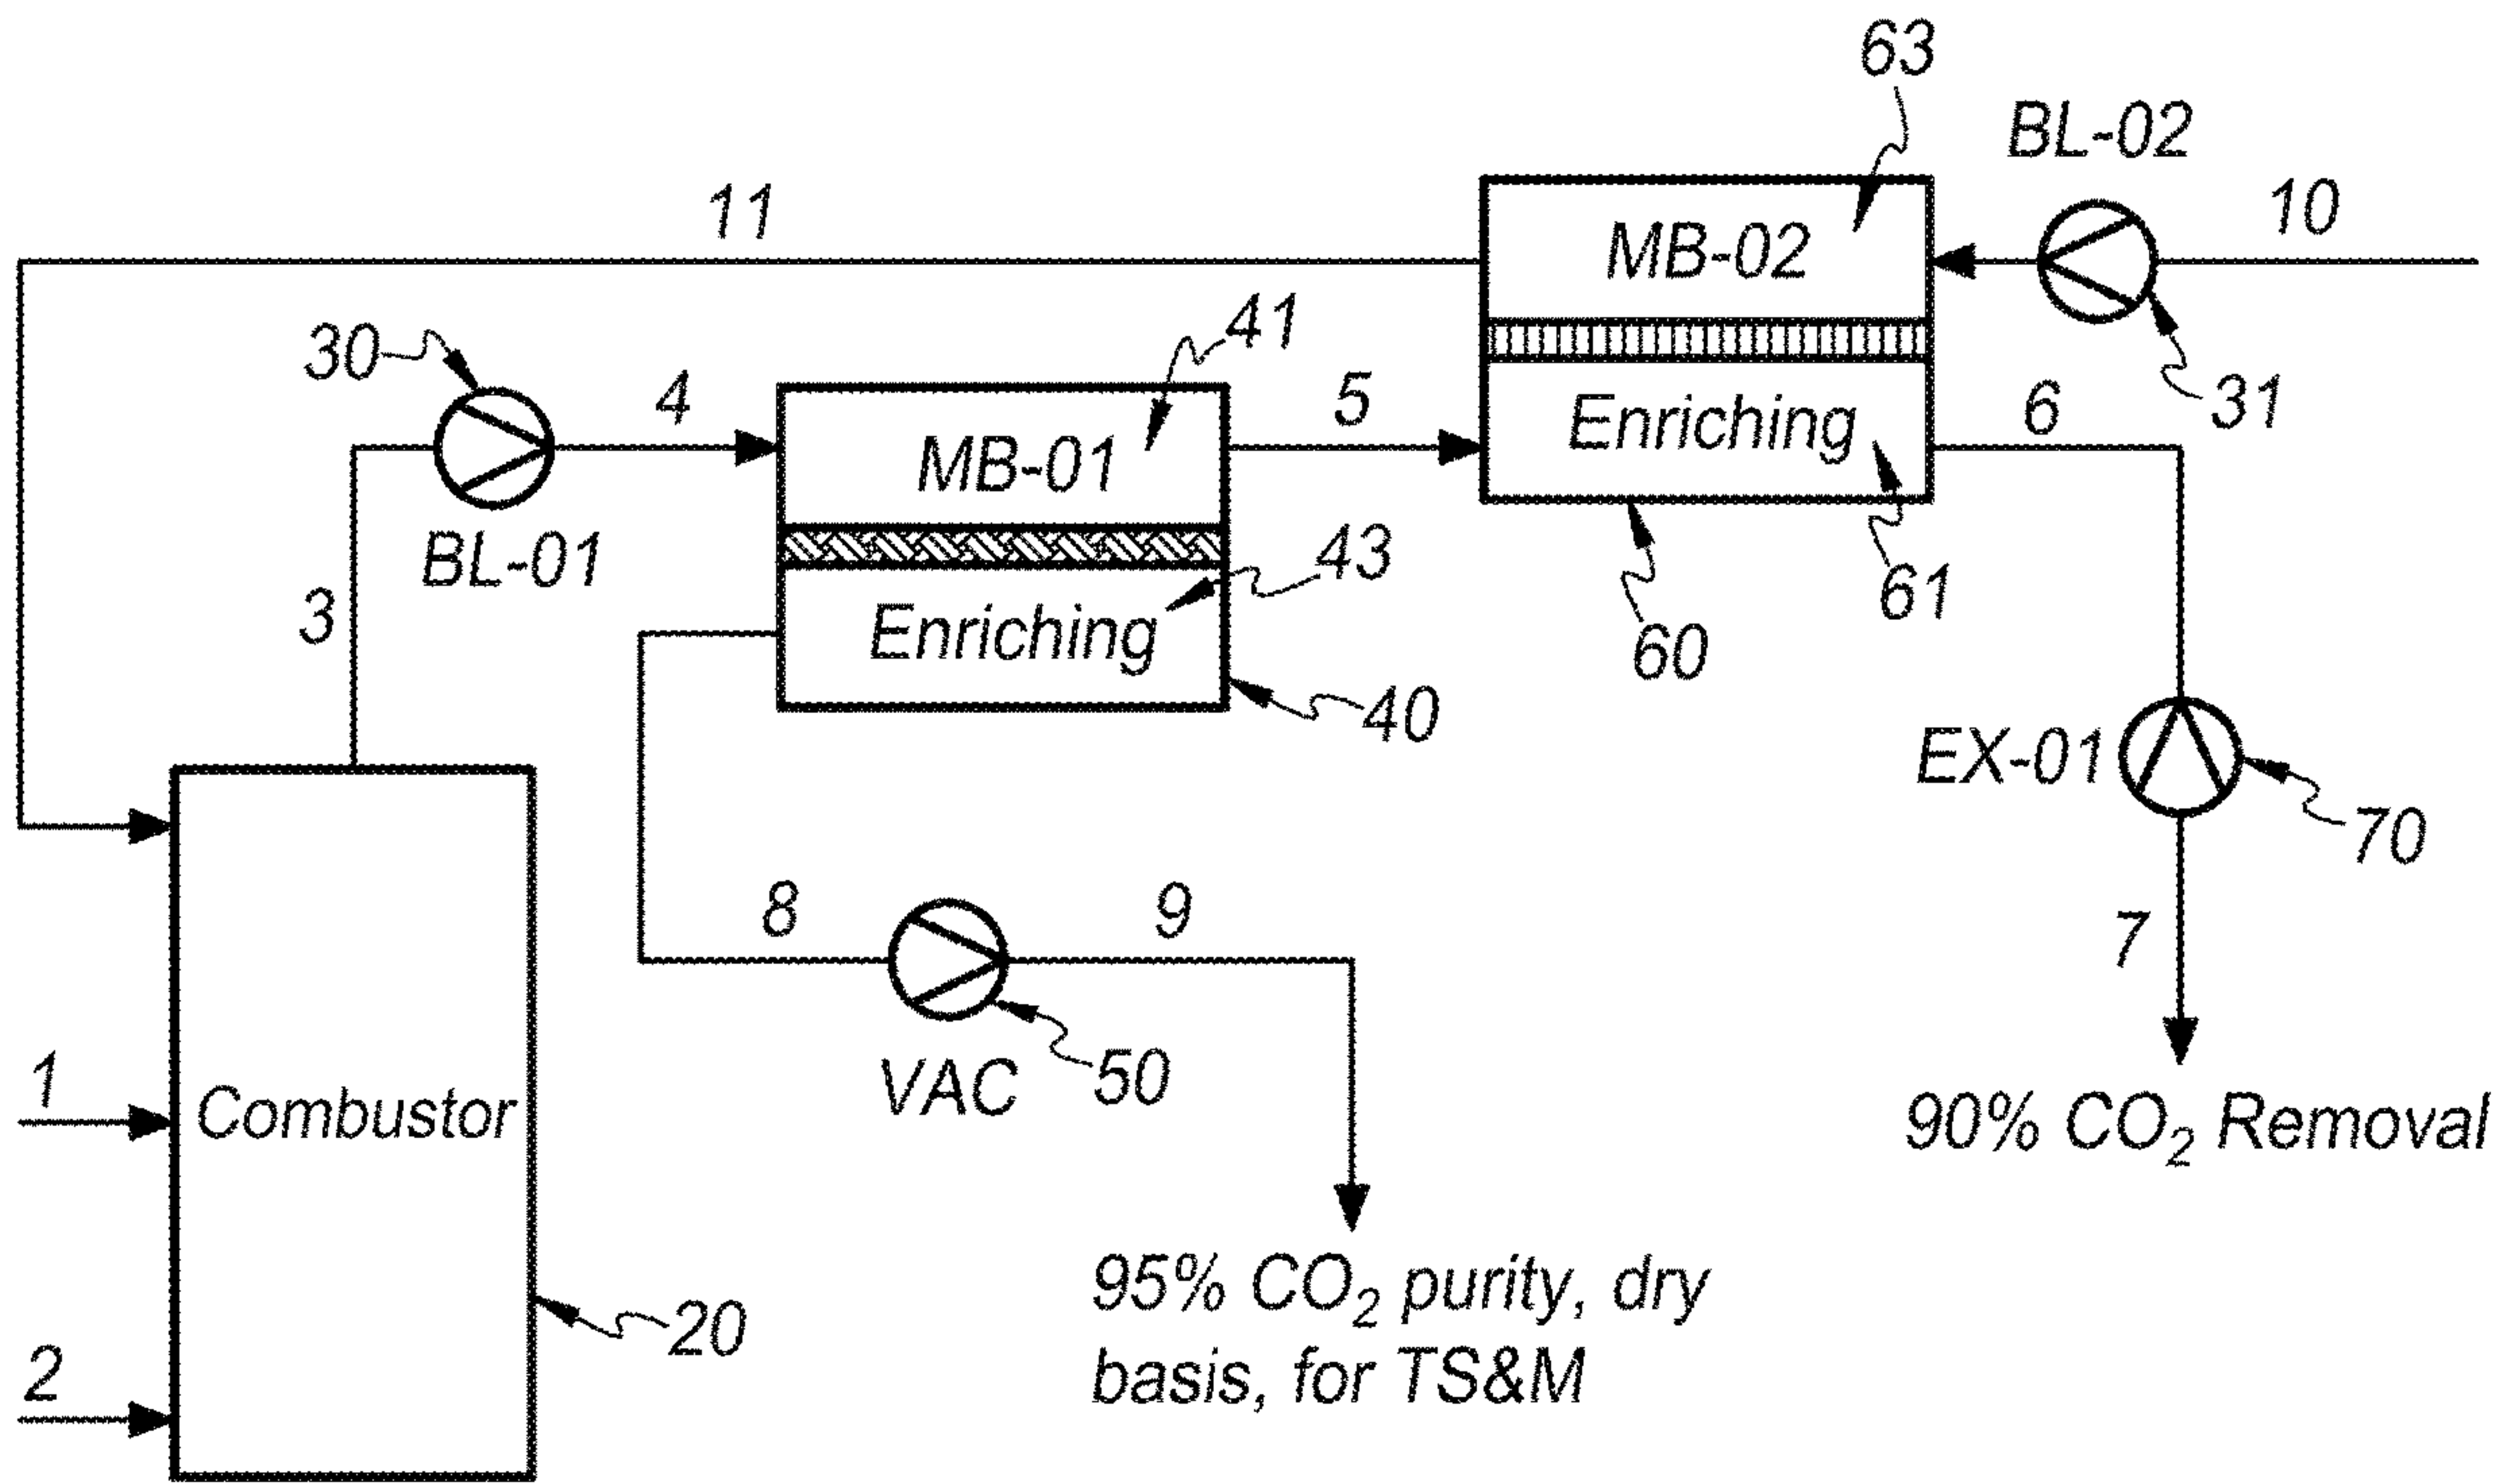 63
BL-02
10
11
MB-02
30
4
41
5
Enriching
6
31
MB-01
BL-01
43
61
3
Enriching
60
40
EX-01
70
8
9
7
VAC
50
1
Combustor
90% CO₂ Removal
95% CO₂ purity, dry
basis, for TS&M
20
2